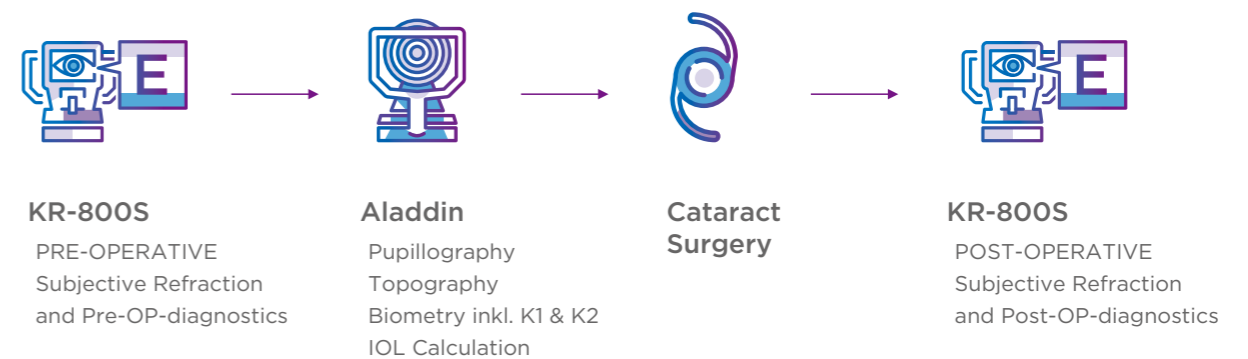 E
KR-800S
PRE-OPERATIVE
Subjective Refraction
and Pre-OP-diagnostics
Aladdin
Pupillography
Topography
Biometry inkl. K1 & K2
IOL Calculation
Cataract
Surgery
E
KR-800S
POST-OPERATIVE
Subjective Refraction
and Post-OP-diagnostics